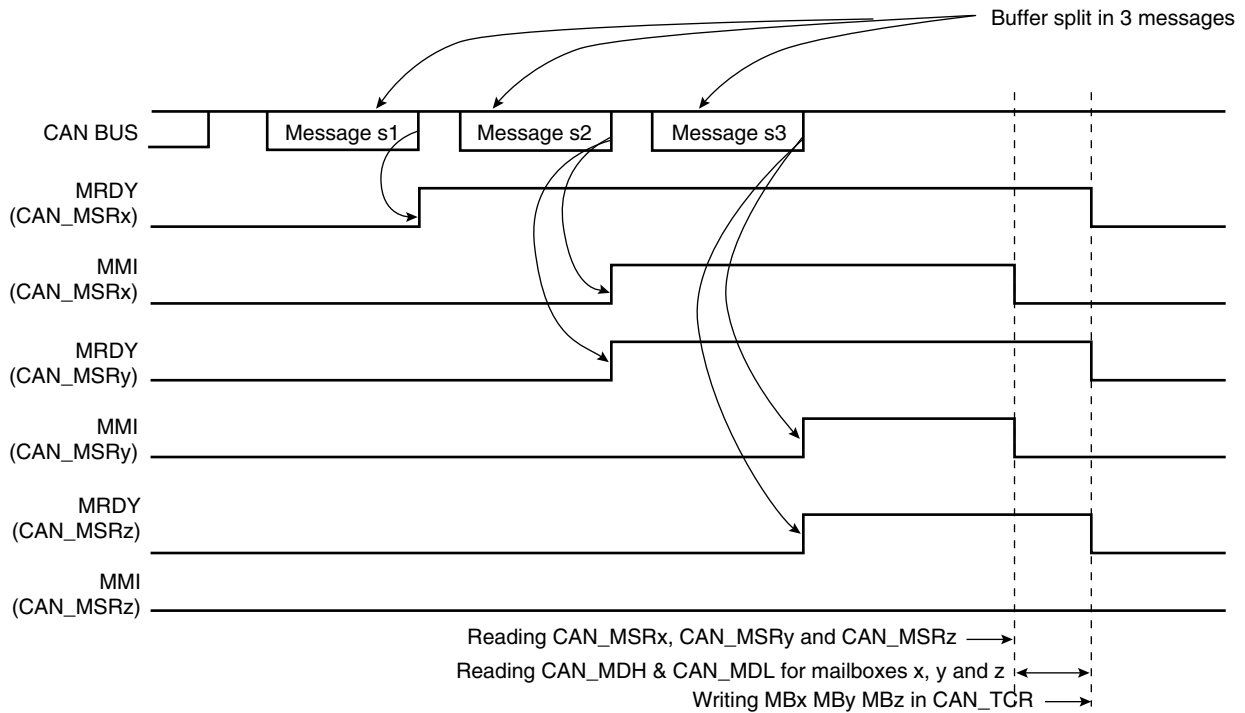 Buffer split in 3 messages
CAN BUS
Message s1
Message s2
Message s3
MRDY
(CAN_MSRx)
MMI
(CAN_MSRx)
MRDY
(CAN_MSRy)
MMI
(CAN_MSRy)
MRDY
(CAN_MSRz)
MMI
(CAN_MSRz)
Reading CAN_MSRx, CAN_MSRy and CAN_MSRz
Reading CAN_MDH & CAN_MDL for mailboxes x, y and z
Writing MBx MBy MBz in CAN_TCR